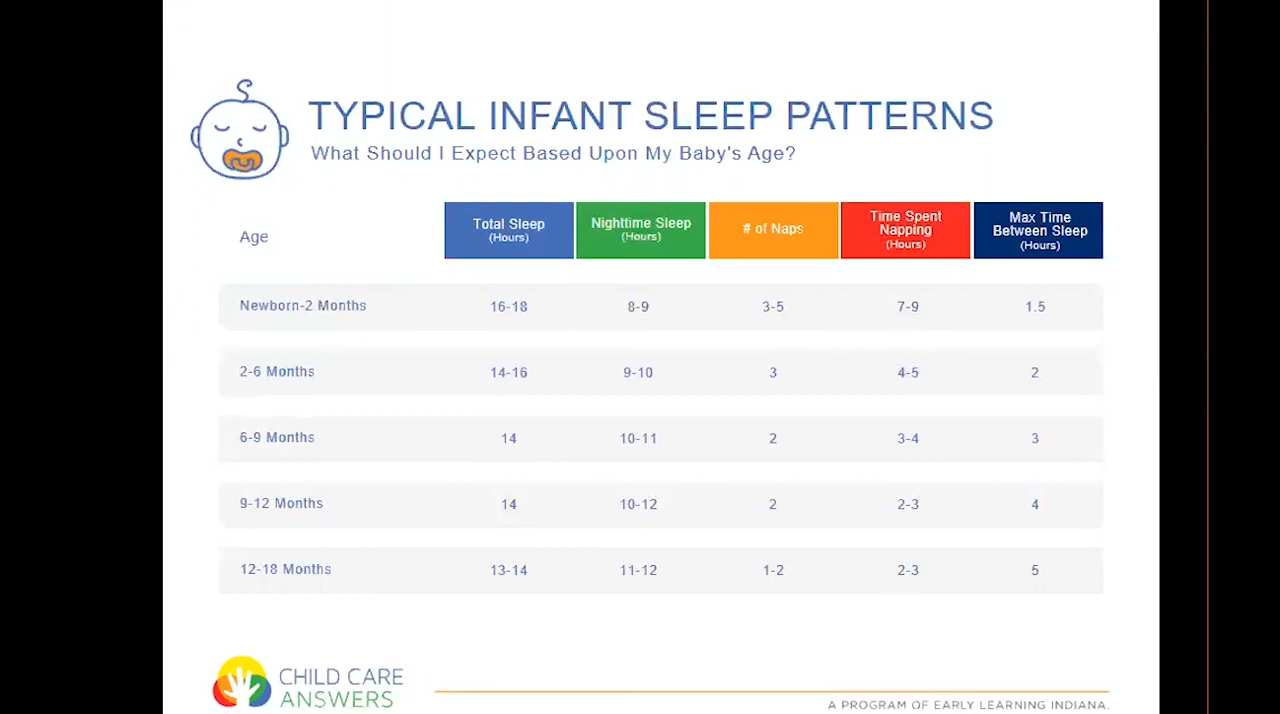 TYPICAL INFANT SLEEP PATTERNS
What Should I Expect Based Upon My Baby's Age?
Age
Total Sleep
(Hours)
Nighttime Sleep
(Hours)
# of Naps
Time Spent
Napping
(Hours)
Max Time
Between Sleep
(Hours)
Newborn-2 Months 16-18 8-9 3-5 7-9 1.5
2-6 Months 14-16 9-10 3 4-5 2
6-9 Months 14 10-11 2 3-4 3
9-12 Months 14 10-12 2 2-3 4
12-18 Months 13-14 11-12 1-2 2-3 5
CHILD CARE
ANSWERS
A PROGRAM OF EARLY LEARNING INDIANA.